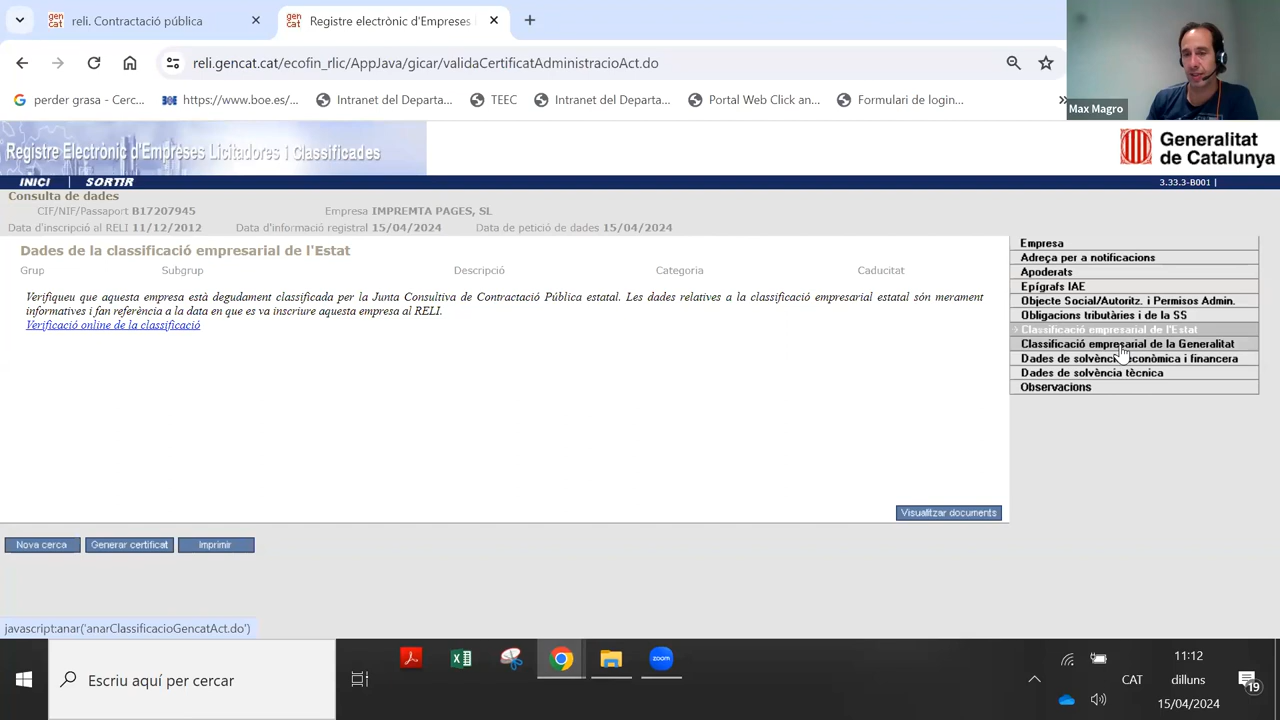 reli. Contractació pública
gen
cat
Registre electrònic d'Empreses
reli.gencat.cat/ecofin_rlic/AppJava/gicar/validaCertificatAdministracioAct.do
perder grasa - Cerc...
https://www.boe.es/...
Intranet del Departa...
TEEC
Intranet del Departa...
Portal Web Click an...
Formulari de login...
Max Magro
Registre Electrònic d'Empreses Licitadores i Classificades
Generalitat
de Catalunya
INICI | SORTIR
3.33.3-B001 |
Consulta de dades
CIF/NIF/Passaport B17207945 Empresa IMPREMTA PAGES, SL
Data d'inscripció al RELI 11/12/2012 Data d'informació registral 15/04/2024 Data de petició de dades 15/04/2024
Dades de la classificació empresarial de l'Estat
Grup Subgrup Descripció Categoria Caducitat
Verifiqueu que aquesta empresa està degudament classificada per la Junta Consultiva de Contractació Pública estatal. Les dades relatives a la classificació empresarial estatal són merament
informatives i fan referència a la data en que es va inscriure aquesta empresa al RELI.
Verificació online de la classificació
Empresa
Adreça per a notificacions
Apoderats
Epígrafs IAE
Objecte Social/Autoritz. i Permisos Admin.
Obligacions tributàries i de la SS
Classificació empresarial de l'Estat
Classificació empresarial de la Generalitat
Dades de solvència econòmica i financera
Dades de solvència tècnica
Observacions
Visualitzar documents
Nova cerca
Generar certificat
Imprimir
javascript:anar('anarClassificacioGencatAct.do')
Escriu aquí per cercar
zoom
CAT
11:12
dilluns
15/04/2024
19